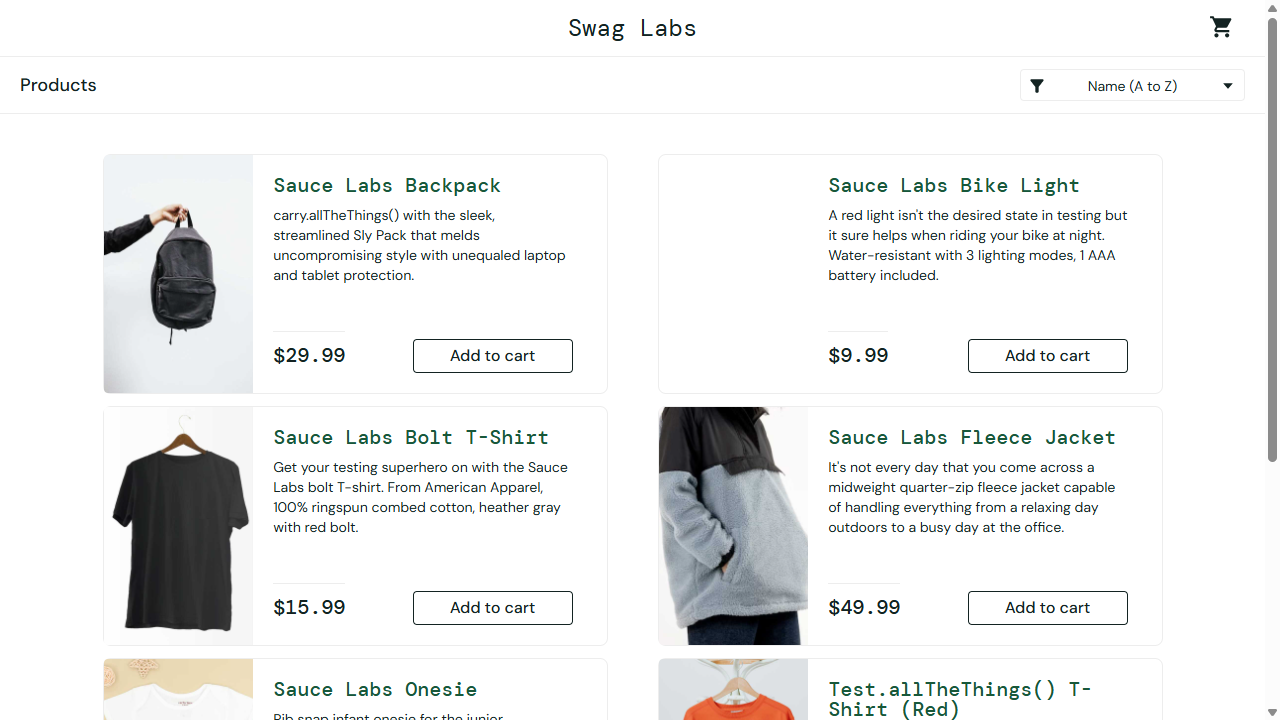 Swag Labs
Products
Name (A to Z)
Sauce Labs Backpack
carry.allTheThings() with the sleek,
streamlined Sly Pack that melds
uncompromising style with unequaled laptop
and tablet protection.
$29.99
Add to cart
Sauce Labs Bike Light
A red light isn't the desired state in testing but
it sure helps when riding your bike at night.
Water-resistant with 3 lighting modes, 1 AAA
battery included.
$9.99
Add to cart
Sauce Labs Bolt T-Shirt
Get your testing superhero on with the Sauce
Labs bolt T-shirt. From American Apparel,
100% ringspun combed cotton, heather gray
with red bolt.
$15.99
Add to cart
Sauce Labs Fleece Jacket
It's not every day that you come across a
midweight quarter-zip fleece jacket capable
of handling everything from a relaxing day
outdoors to a busy day at the office.
$49.99
Add to cart
Sauce Labs Onesie
Rib snap infant onesie for the junior
Test.allTheThings() T-
Shirt (Red)